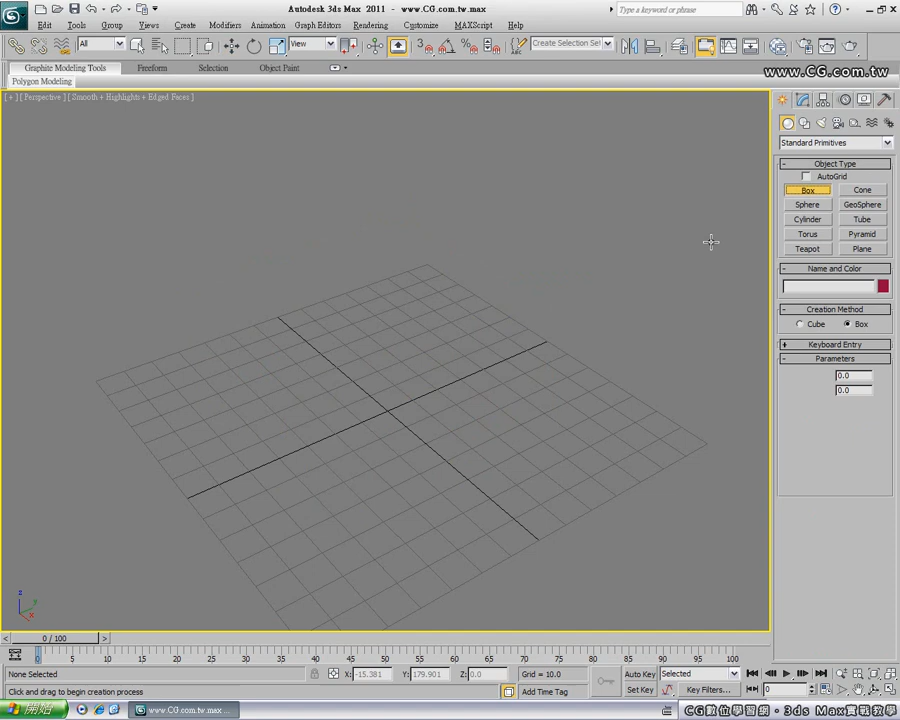 Autodesk 3ds Max 2011 - www.CG.com.tw.max
Type a keyword or phrase
Edit Tools Group Views Create Modifiers Animation Graph Editors Rendering Customize MAXScript Help
All View 3 Create Selection Set
Graphite Modeling Tools Freeform Selection Object Paint
www.CG.com.tw
Polygon Modeling
[ + ] [ Perspective ] [ Smooth + Highlights + Edged Faces ]
Standard Primitives
Object Type
AutoGrid
Box Cone
Sphere GeoSphere
Cylinder Tube
Torus Pyramid
Teapot Plane
Name and Color
Creation Method
Cube Box
Keyboard Entry
Parameters
0.0
0.0
z
y
x
0 / 100
0 5 10 15 20 25 30 35 40 45 50 55 60 65 70 75 80 85 90 95 100
None Selected X: -15.381 Y: 179.901 Z: 0.0 Grid = 10.0 Auto Key Selected
Click and drag to begin creation process Add Time Tag Set Key Key Filters... 0
開始 www.CG.com.tw.max ... CG數位學習網·3ds Max實戰教學